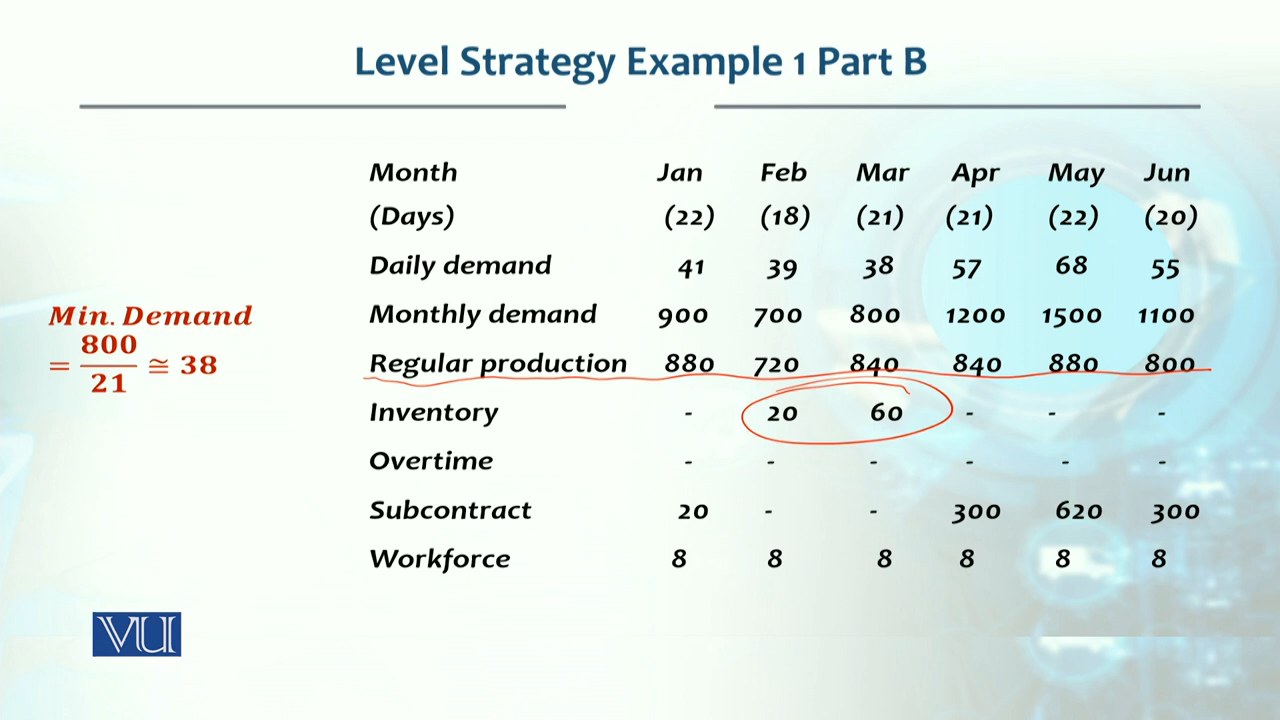 Level Strategy Example 1 Part B
Month Jan Feb Mar Apr May Jun
(Days) (22) (18) (21) (21) (22) (20)
Daily demand 41 39 38 57 68 55
Monthly demand 900 700 800 1200 1500 1100
Regular production 880 720 840 840 880 800
Inventory - 20 60 - - -
Overtime - - - - - -
Subcontract 20 - - 300 620 300
Workforce 8 8 8 8 8 8
Min. Demand
= 800/21 ≅ 38
VU